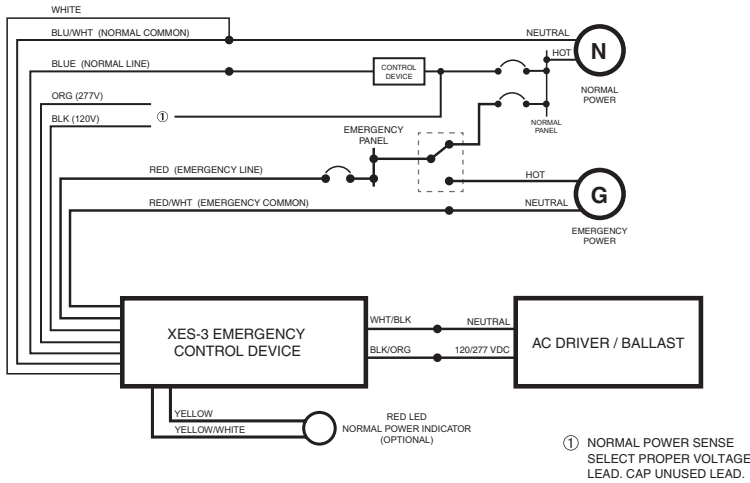 WHITE
BLU/WHT (NORMAL COMMON)
NEUTRAL
HOT
N
NORMAL
POWER
BLUE (NORMAL LINE)
CONTROL
DEVICE
ORG (277V)
BLK (120V)
①
NORMAL
PANEL
EMERGENCY
PANEL
RED (EMERGENCY LINE)
HOT
G
RED/WHT (EMERGENCY COMMON)
NEUTRAL
EMERGENCY
POWER
XES-3 EMERGENCY
CONTROL DEVICE
WHT/BLK
NEUTRAL
BLK/ORG
120/277 VDC
AC DRIVER / BALLAST
YELLOW
YELLOW/WHITE
RED LED
NORMAL POWER INDICATOR
(OPTIONAL)
① NORMAL POWER SENSE
SELECT PROPER VOLTAGE
LEAD. CAP UNUSED LEAD.